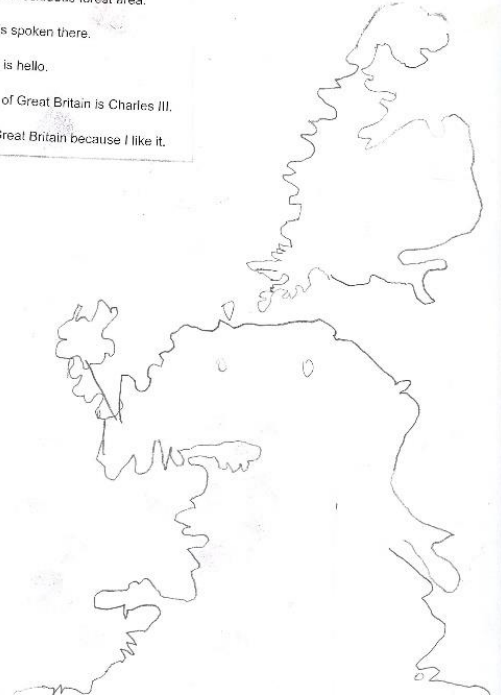 s spoken there.
is hello.
of Great Britain is Charles III.
Great Britain because I like it.